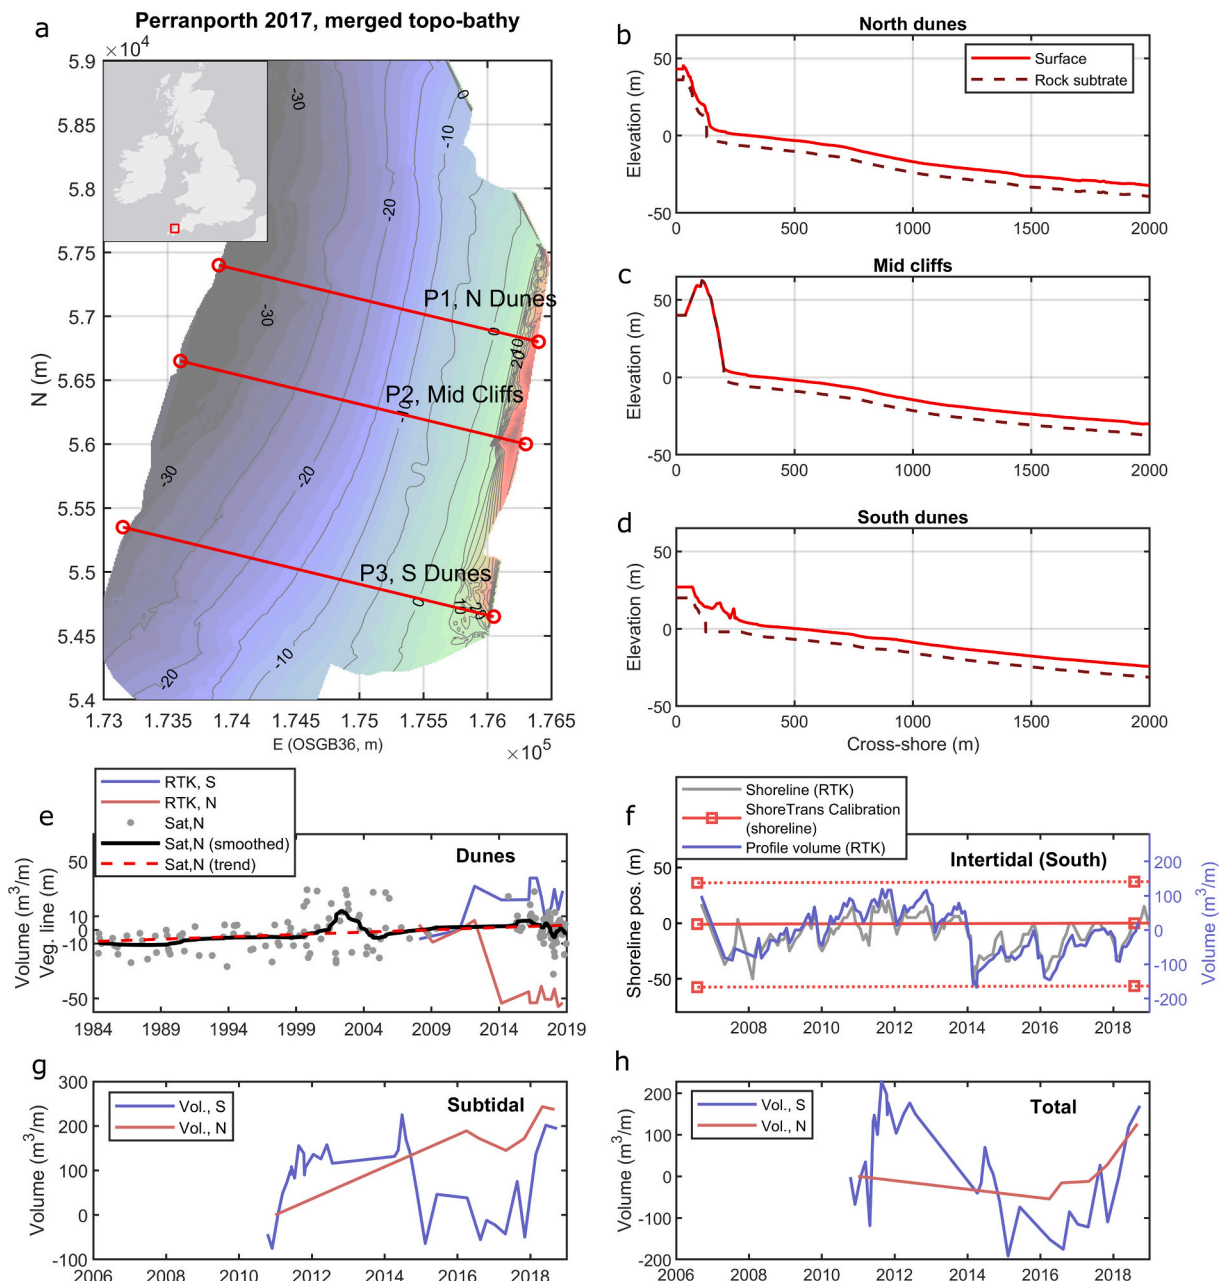 a
Perranporth 2017, merged topo-bathy
×10⁴
5.9
5.85
5.8
5.75
5.7
5.65
5.6
5.55
5.5
5.45
5.4
N (m)
-30
0
-10
-20
-30
P1, N Dunes
0
10
20
P2, Mid Cliffs
-10
-30
-20
P3, S Dunes
0
10
20
-10
-20
1.73
1.735
1.74
1.745
1.75
1.755
1.76
1.765
E (OSGB36, m)
×10⁵
b
North dunes
Surface
Rock subtrate
Elevation (m)
50
0
-50
0
500
1000
1500
2000
c
Mid cliffs
Elevation (m)
50
0
-50
0
500
1000
1500
2000
d
South dunes
Elevation (m)
50
0
-50
0
500
1000
1500
2000
Cross-shore (m)
e
RTK, S
RTK, N
Sat,N
Sat,N (smoothed)
Sat,N (trend)
Dunes
Volume (m³/m)
Veg. line (m)
50
10
-10
-50
1984
1989
1994
1999
2004
2009
2014
2019
f
Shoreline (RTK)
ShoreTrans Calibration
(shoreline)
Profile volume (RTK)
Intertidal (South)
Shoreline pos. (m)
50
0
-50
200
100
0
-100
-200
Volume (m³/m)
2008
2010
2012
2014
2016
2018
g
Vol., S
Vol., N
Subtidal
Volume (m³/m)
300
200
100
0
-100
2006
2008
2010
2012
2014
2016
2018
h
Vol., S
Vol., N
Total
Volume (m³/m)
200
100
0
-100
-200
2006
2008
2010
2012
2014
2016
2018